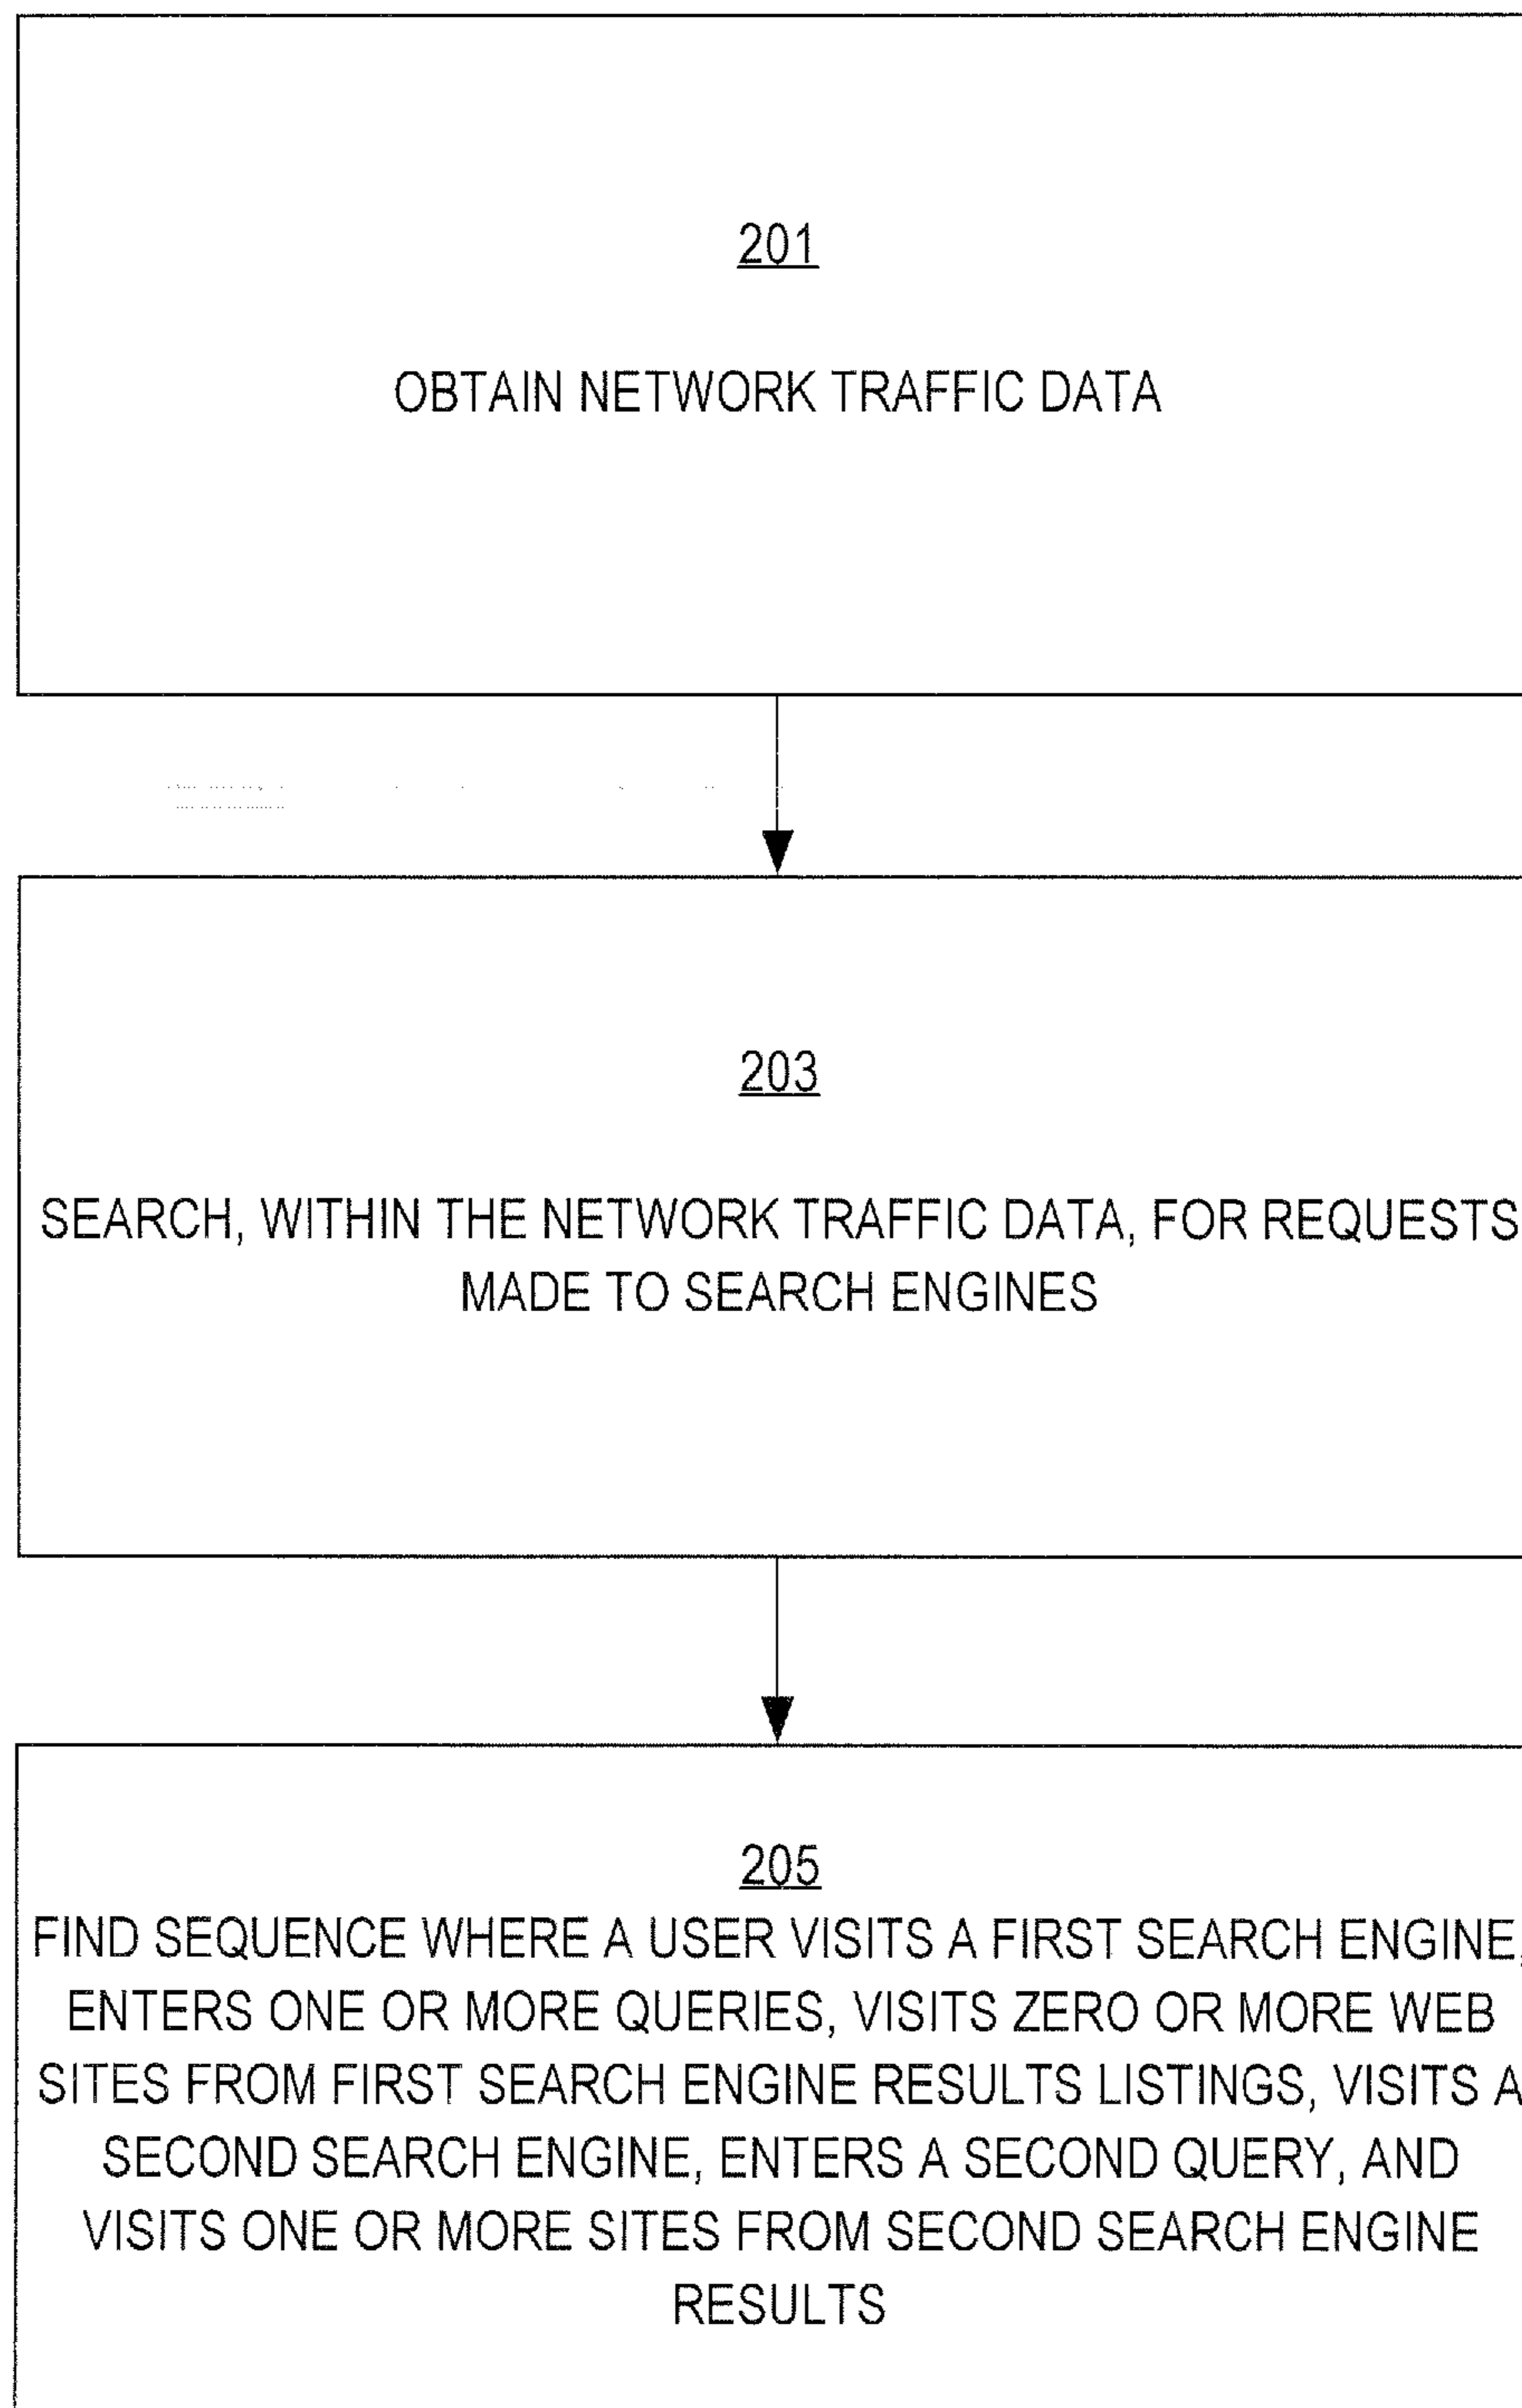 201
OBTAIN NETWORK TRAFFIC DATA
203
SEARCH, WITHIN THE NETWORK TRAFFIC DATA, FOR REQUESTS
MADE TO SEARCH ENGINES
205
FIND SEQUENCE WHERE A USER VISITS A FIRST SEARCH ENGINE,
ENTERS ONE OR MORE QUERIES, VISITS ZERO OR MORE WEB
SITES FROM FIRST SEARCH ENGINE RESULTS LISTINGS, VISITS A
SECOND SEARCH ENGINE, ENTERS A SECOND QUERY, AND
VISITS ONE OR MORE SITES FROM SECOND SEARCH ENGINE
RESULTS